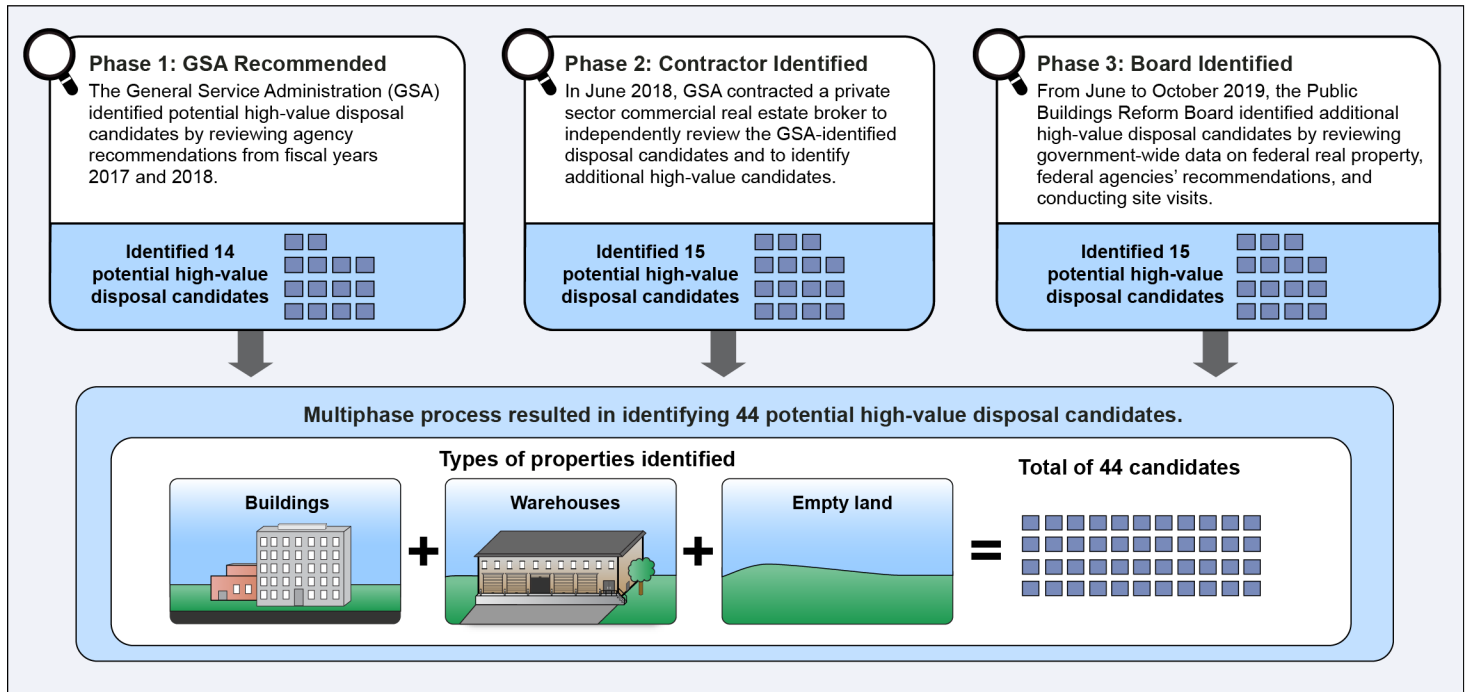 Phase 1: GSA Recommended
The General Service Administration (GSA)
identified potential high-value disposal
candidates by reviewing agency
recommendations from fiscal years
2017 and 2018.
Identified 14
potential high-value
disposal candidates
Phase 2: Contractor Identified
In June 2018, GSA contracted a private
sector commercial real estate broker to
independently review the GSA-identified
disposal candidates and to identify
additional high-value candidates.
Identified 15
potential high-value
disposal candidates
Phase 3: Board Identified
From June to October 2019, the Public
Buildings Reform Board identified additional
high-value disposal candidates by reviewing
government-wide data on federal real property,
federal agencies’ recommendations, and
conducting site visits.
Identified 15
potential high-value
disposal candidates
Multiphase process resulted in identifying 44 potential high-value disposal candidates.
Types of properties identified
Buildings
+
Warehouses
+
Empty land
=
Total of 44 candidates